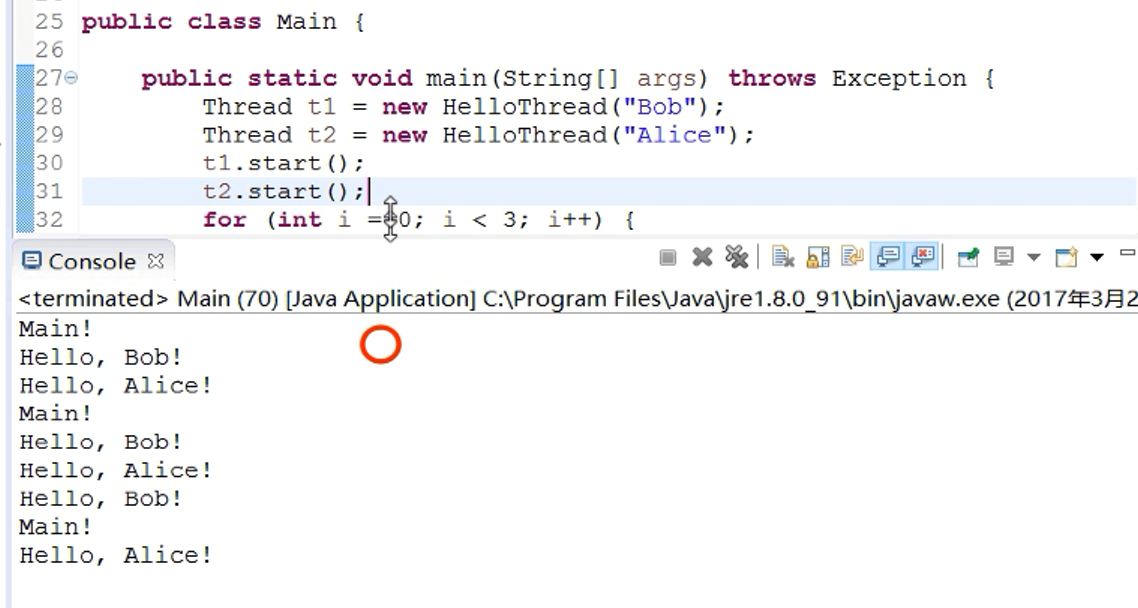 25 public class Main {
26
27 public static void main(String[] args) throws Exception {
28 Thread t1 = new HelloThread("Bob");
29 Thread t2 = new HelloThread("Alice");
30 t1.start();
31 t2.start();
32 for (int i = 0; i < 3; i++) {
Console
<terminated> Main (70) [Java Application] C:\Program Files\Java\jre1.8.0_91\bin\javaw.exe (2017年3月2
Main!
Hello, Bob!
Hello, Alice!
Main!
Hello, Bob!
Hello, Alice!
Hello, Bob!
Main!
Hello, Alice!